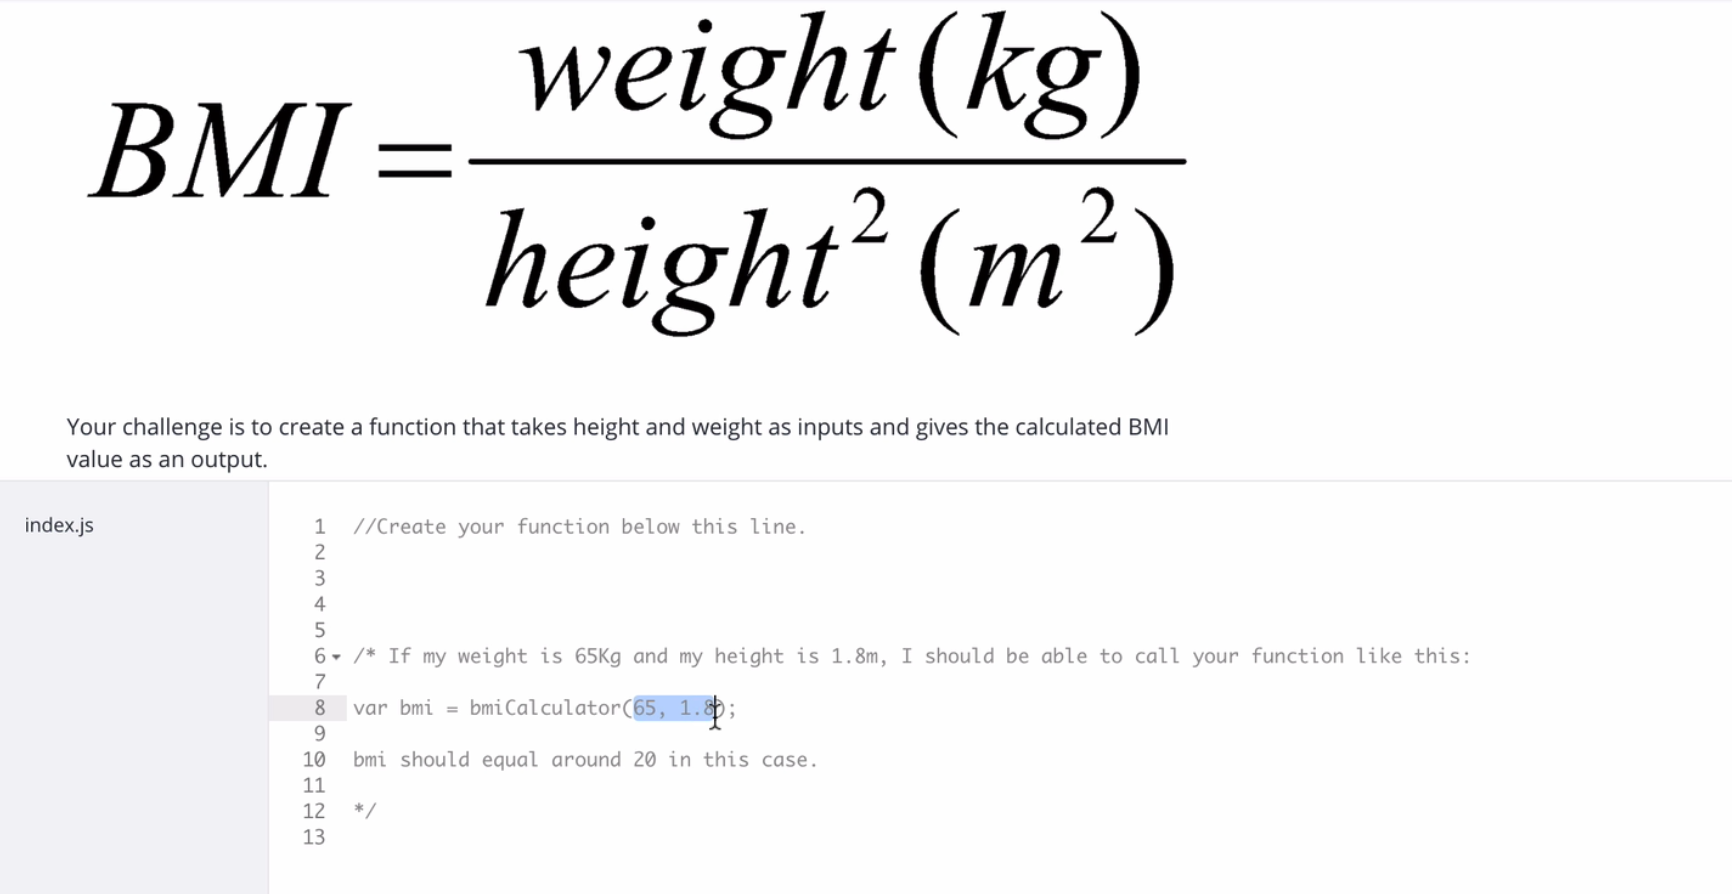 BMI = weight (kg)
height² (m²)
Your challenge is to create a function that takes height and weight as inputs and gives the calculated BMI
value as an output.
index.js
1 //Create your function below this line.
2
3
4
5
6 /* If my weight is 65Kg and my height is 1.8m, I should be able to call your function like this:
7
8 var bmi = bmiCalculator(65, 1.8);
9
10 bmi should equal around 20 in this case.
11
12 */
13